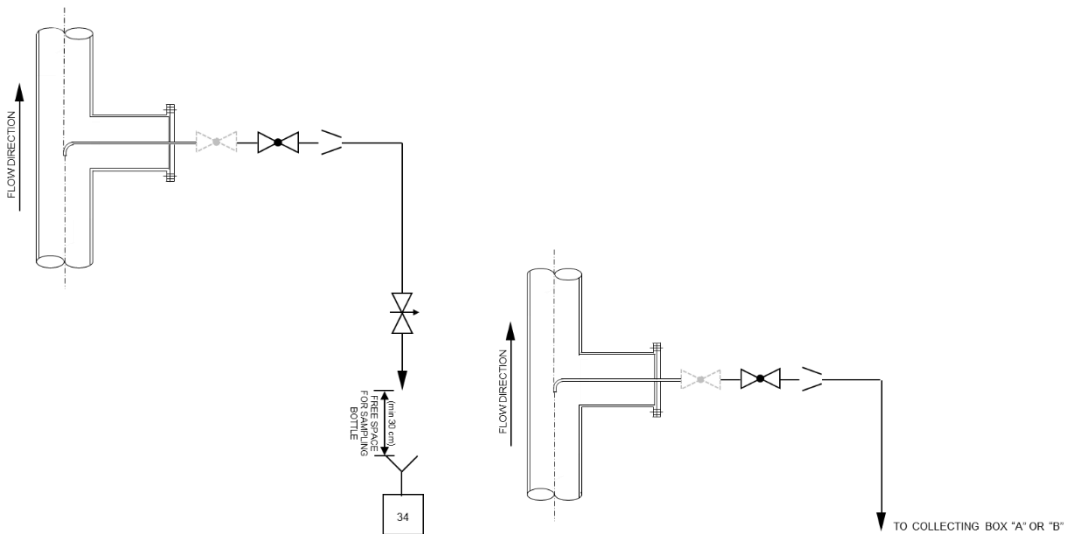 FLOW DIRECTION
(min 30 cm)
FREE SPACE
FOR SAMPLING
BOTTLE
34
FLOW DIRECTION
TO COLLECTING BOX "A" OR "B"